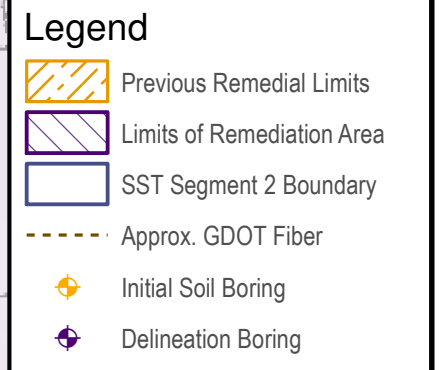 Legend
Previous Remedial Limits
Limits of Remediation Area
SST Segment 2 Boundary
Approx. GDOT Fiber
Initial Soil Boring
Delineation Boring